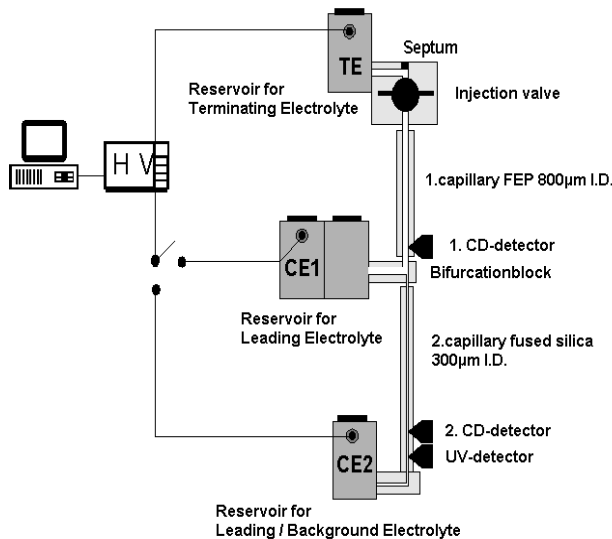 Septum
TE
Reservoir for
Terminating Electrolyte
Injection valve
H V
1.capillary FEP 800µm I.D.
1. CD-detector
CE1
Bifurcationblock
Reservoir for
Leading Electrolyte
2.capillary fused silica
300µm I.D.
2. CD-detector
CE2
UV-detector
Reservoir for
Leading / Background Electrolyte